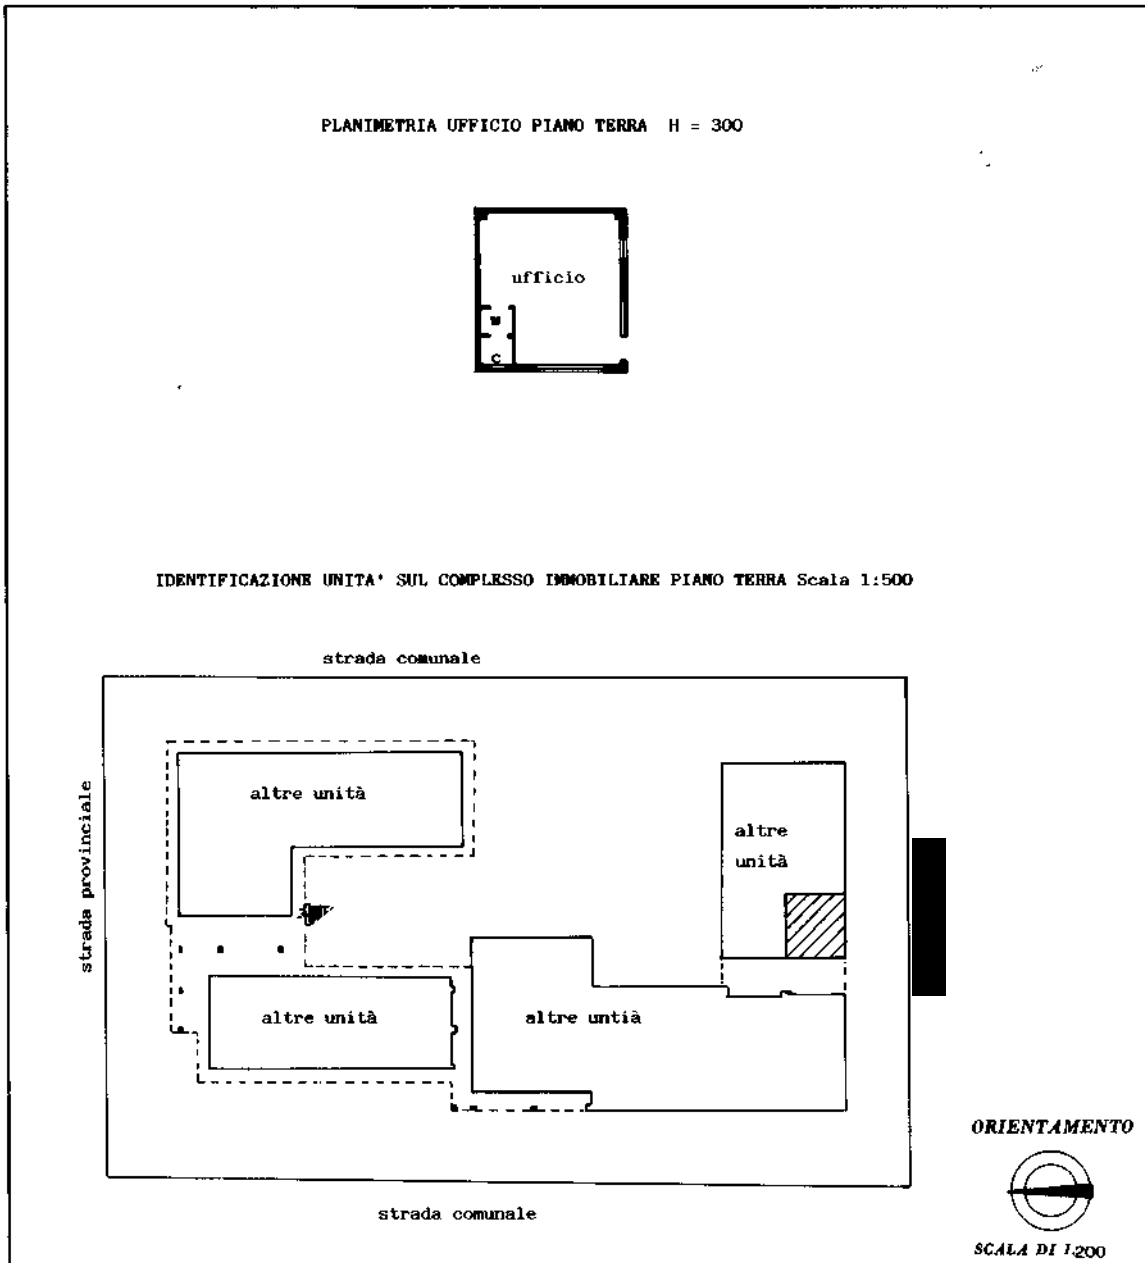 PLANIMETRIA UFFICIO PIANO TERRA H = 300
ufficio
W
C
IDENTIFICAZIONE UNITA' SUL COMPLESSO IMMOBILIARE PIANO TERRA Scala 1:500
strada comunale
strada provinciale
altre unità
altre
unità
altre unità
altre untià
strada comunale
ORIENTAMENTO
SCALA DI 1:200